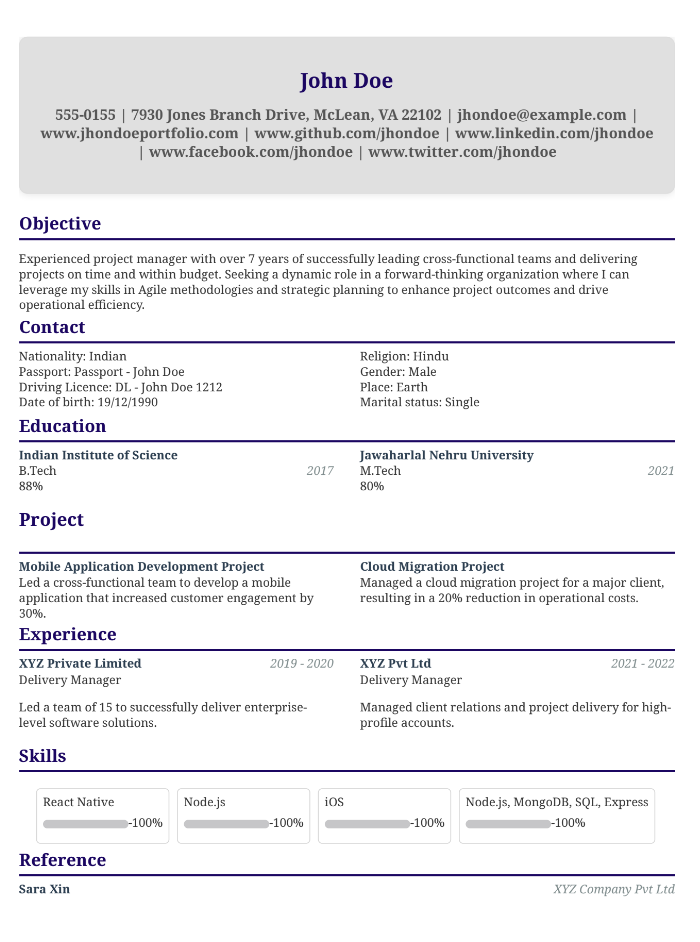 John Doe
555-0155 | 7930 Jones Branch Drive, McLean, VA 22102 | jhondoe@example.com |
www.jhondoeportfolio.com | www.github.com/jhondoe | www.linkedin.com/jhondoe
| www.facebook.com/jhondoe | www.twitter.com/jhondoe
Objective
Experienced project manager with over 7 years of successfully leading cross-functional teams and delivering
projects on time and within budget. Seeking a dynamic role in a forward-thinking organization where I can
leverage my skills in Agile methodologies and strategic planning to enhance project outcomes and drive
operational efficiency.
Contact
Nationality: Indian
Passport: Passport - John Doe
Driving Licence: DL - John Doe 1212
Date of birth: 19/12/1990
Religion: Hindu
Gender: Male
Place: Earth
Marital status: Single
Education
Indian Institute of Science
B.Tech 2017
88%
Jawaharlal Nehru University
M.Tech 2021
80%
Project
Mobile Application Development Project
Led a cross-functional team to develop a mobile
application that increased customer engagement by
30%.
Cloud Migration Project
Managed a cloud migration project for a major client,
resulting in a 20% reduction in operational costs.
Experience
XYZ Private Limited 2019 - 2020
Delivery Manager
Led a team of 15 to successfully deliver enterprise-
level software solutions.
XYZ Pvt Ltd 2021 - 2022
Delivery Manager
Managed client relations and project delivery for high-
profile accounts.
Skills
React Native
-100%
Node.js
-100%
iOS
-100%
Node.js, MongoDB, SQL, Express
-100%
Reference
Sara Xin XYZ Company Pvt Ltd